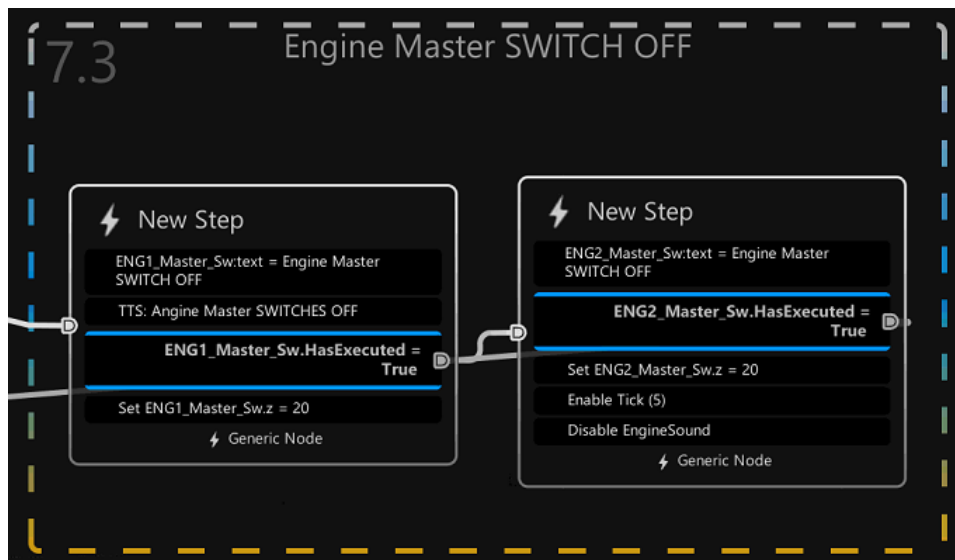 7.3
Engine Master SWITCH OFF
New Step
ENG1_Master_Sw:text = Engine Master
SWITCH OFF
TTS: Angine Master SWITCHES OFF
ENG1_Master_Sw.HasExecuted =
True
Set ENG1_Master_Sw.z = 20
Generic Node
New Step
ENG2_Master_Sw:text = Engine Master
SWITCH OFF
ENG2_Master_Sw.HasExecuted =
True
Set ENG2_Master_Sw.z = 20
Enable Tick (5)
Disable EngineSound
Generic Node